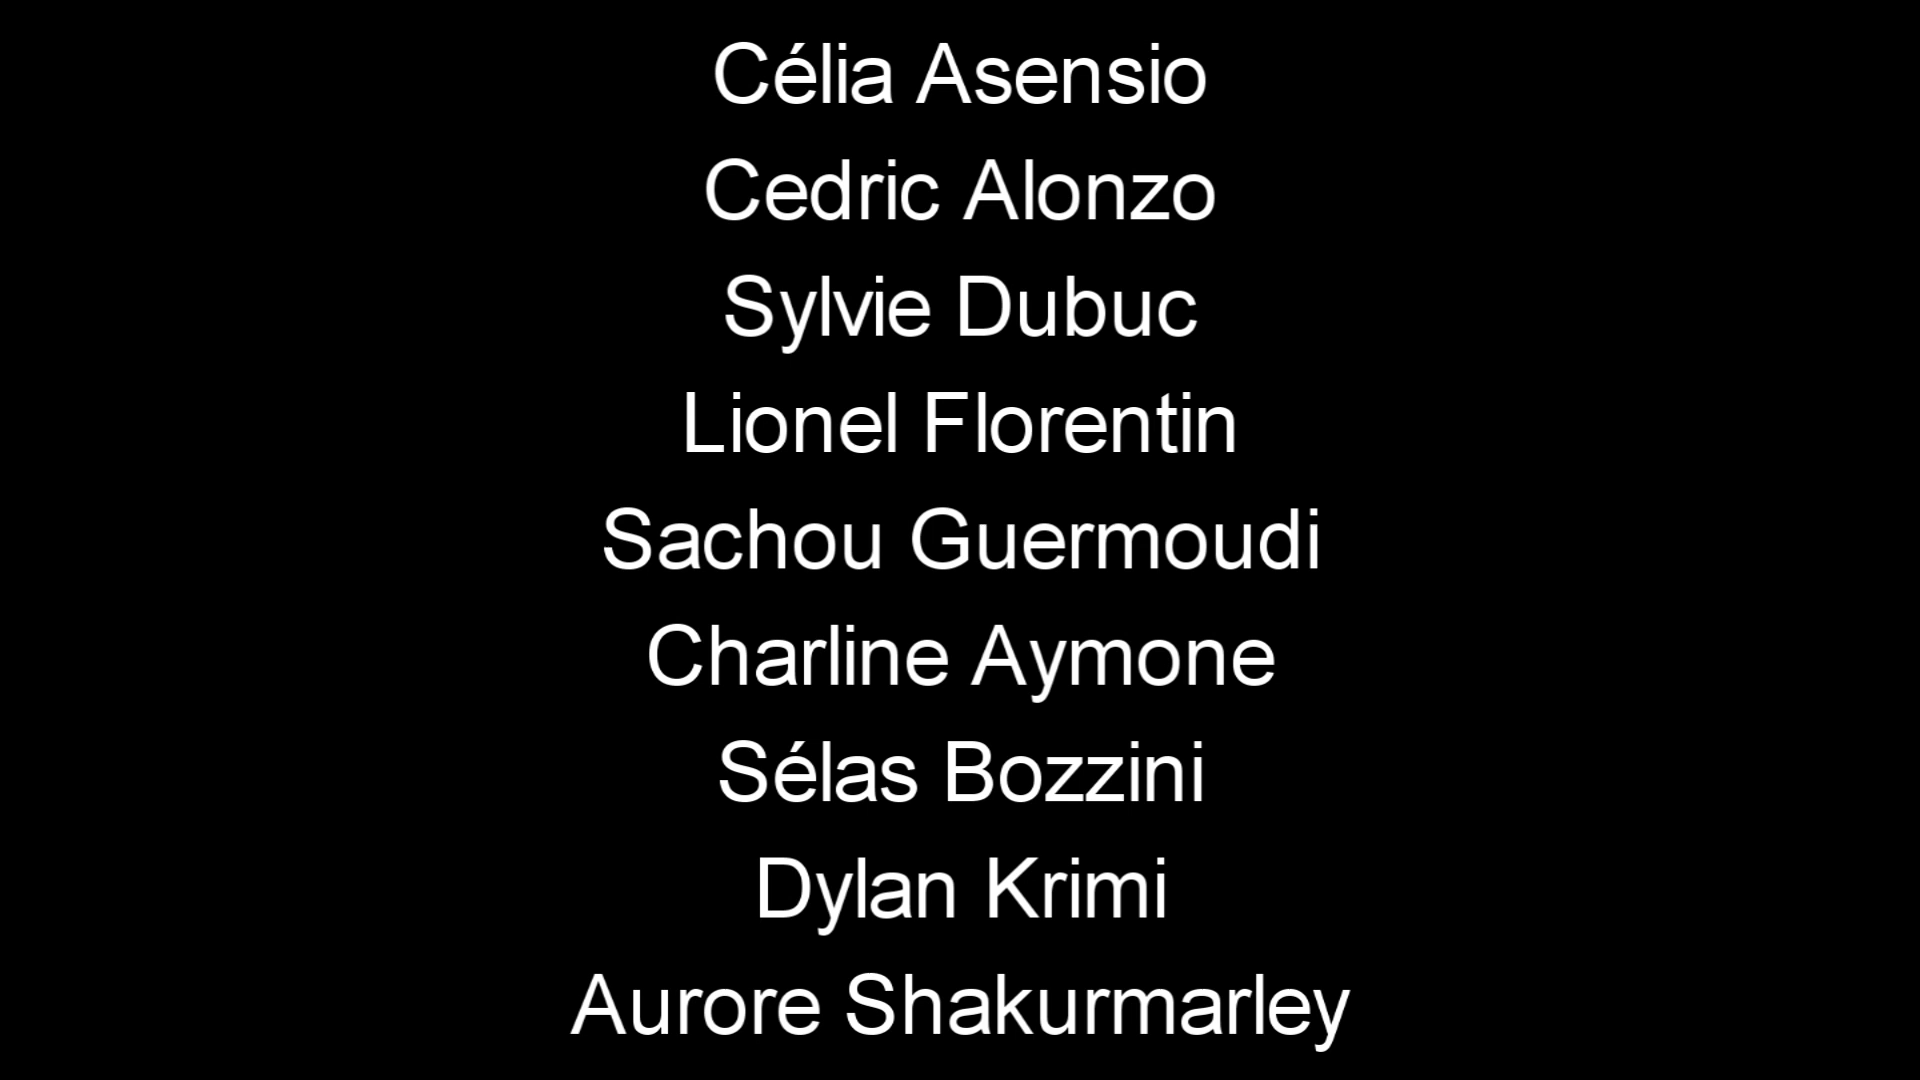 Célia Asensio
Cedric Alonzo
Sylvie Dubuc
Lionel Florentin
Sachou Guermoudi
Charline Aymone
Sélas Bozzini
Dylan Krimi
Aurore Shakurmarley